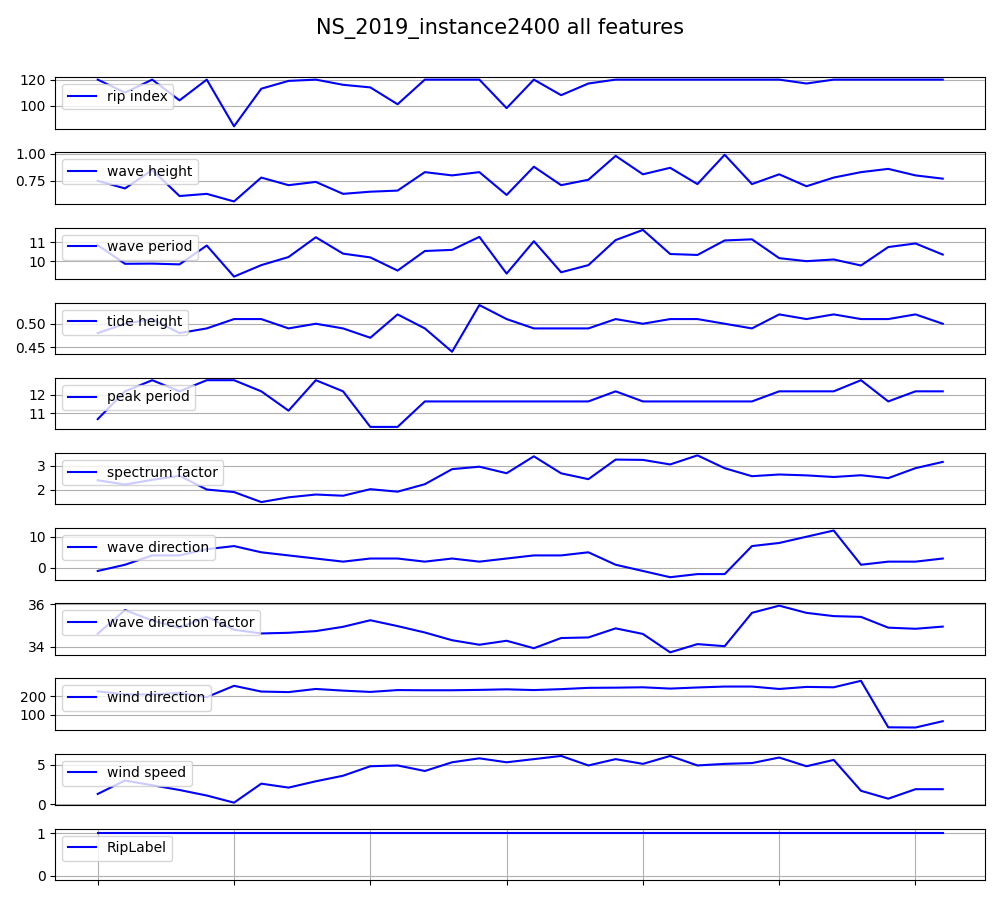 NS_2019_instance2400 all features
120
100
rip index
1.00
0.75
wave height
11
10
wave period
0.50
0.45
tide height
12
11
peak period
3
2
spectrum factor
10
0
wave direction
36
34
wave direction factor
200
100
wind direction
5
0
wind speed
1
0
RipLabel